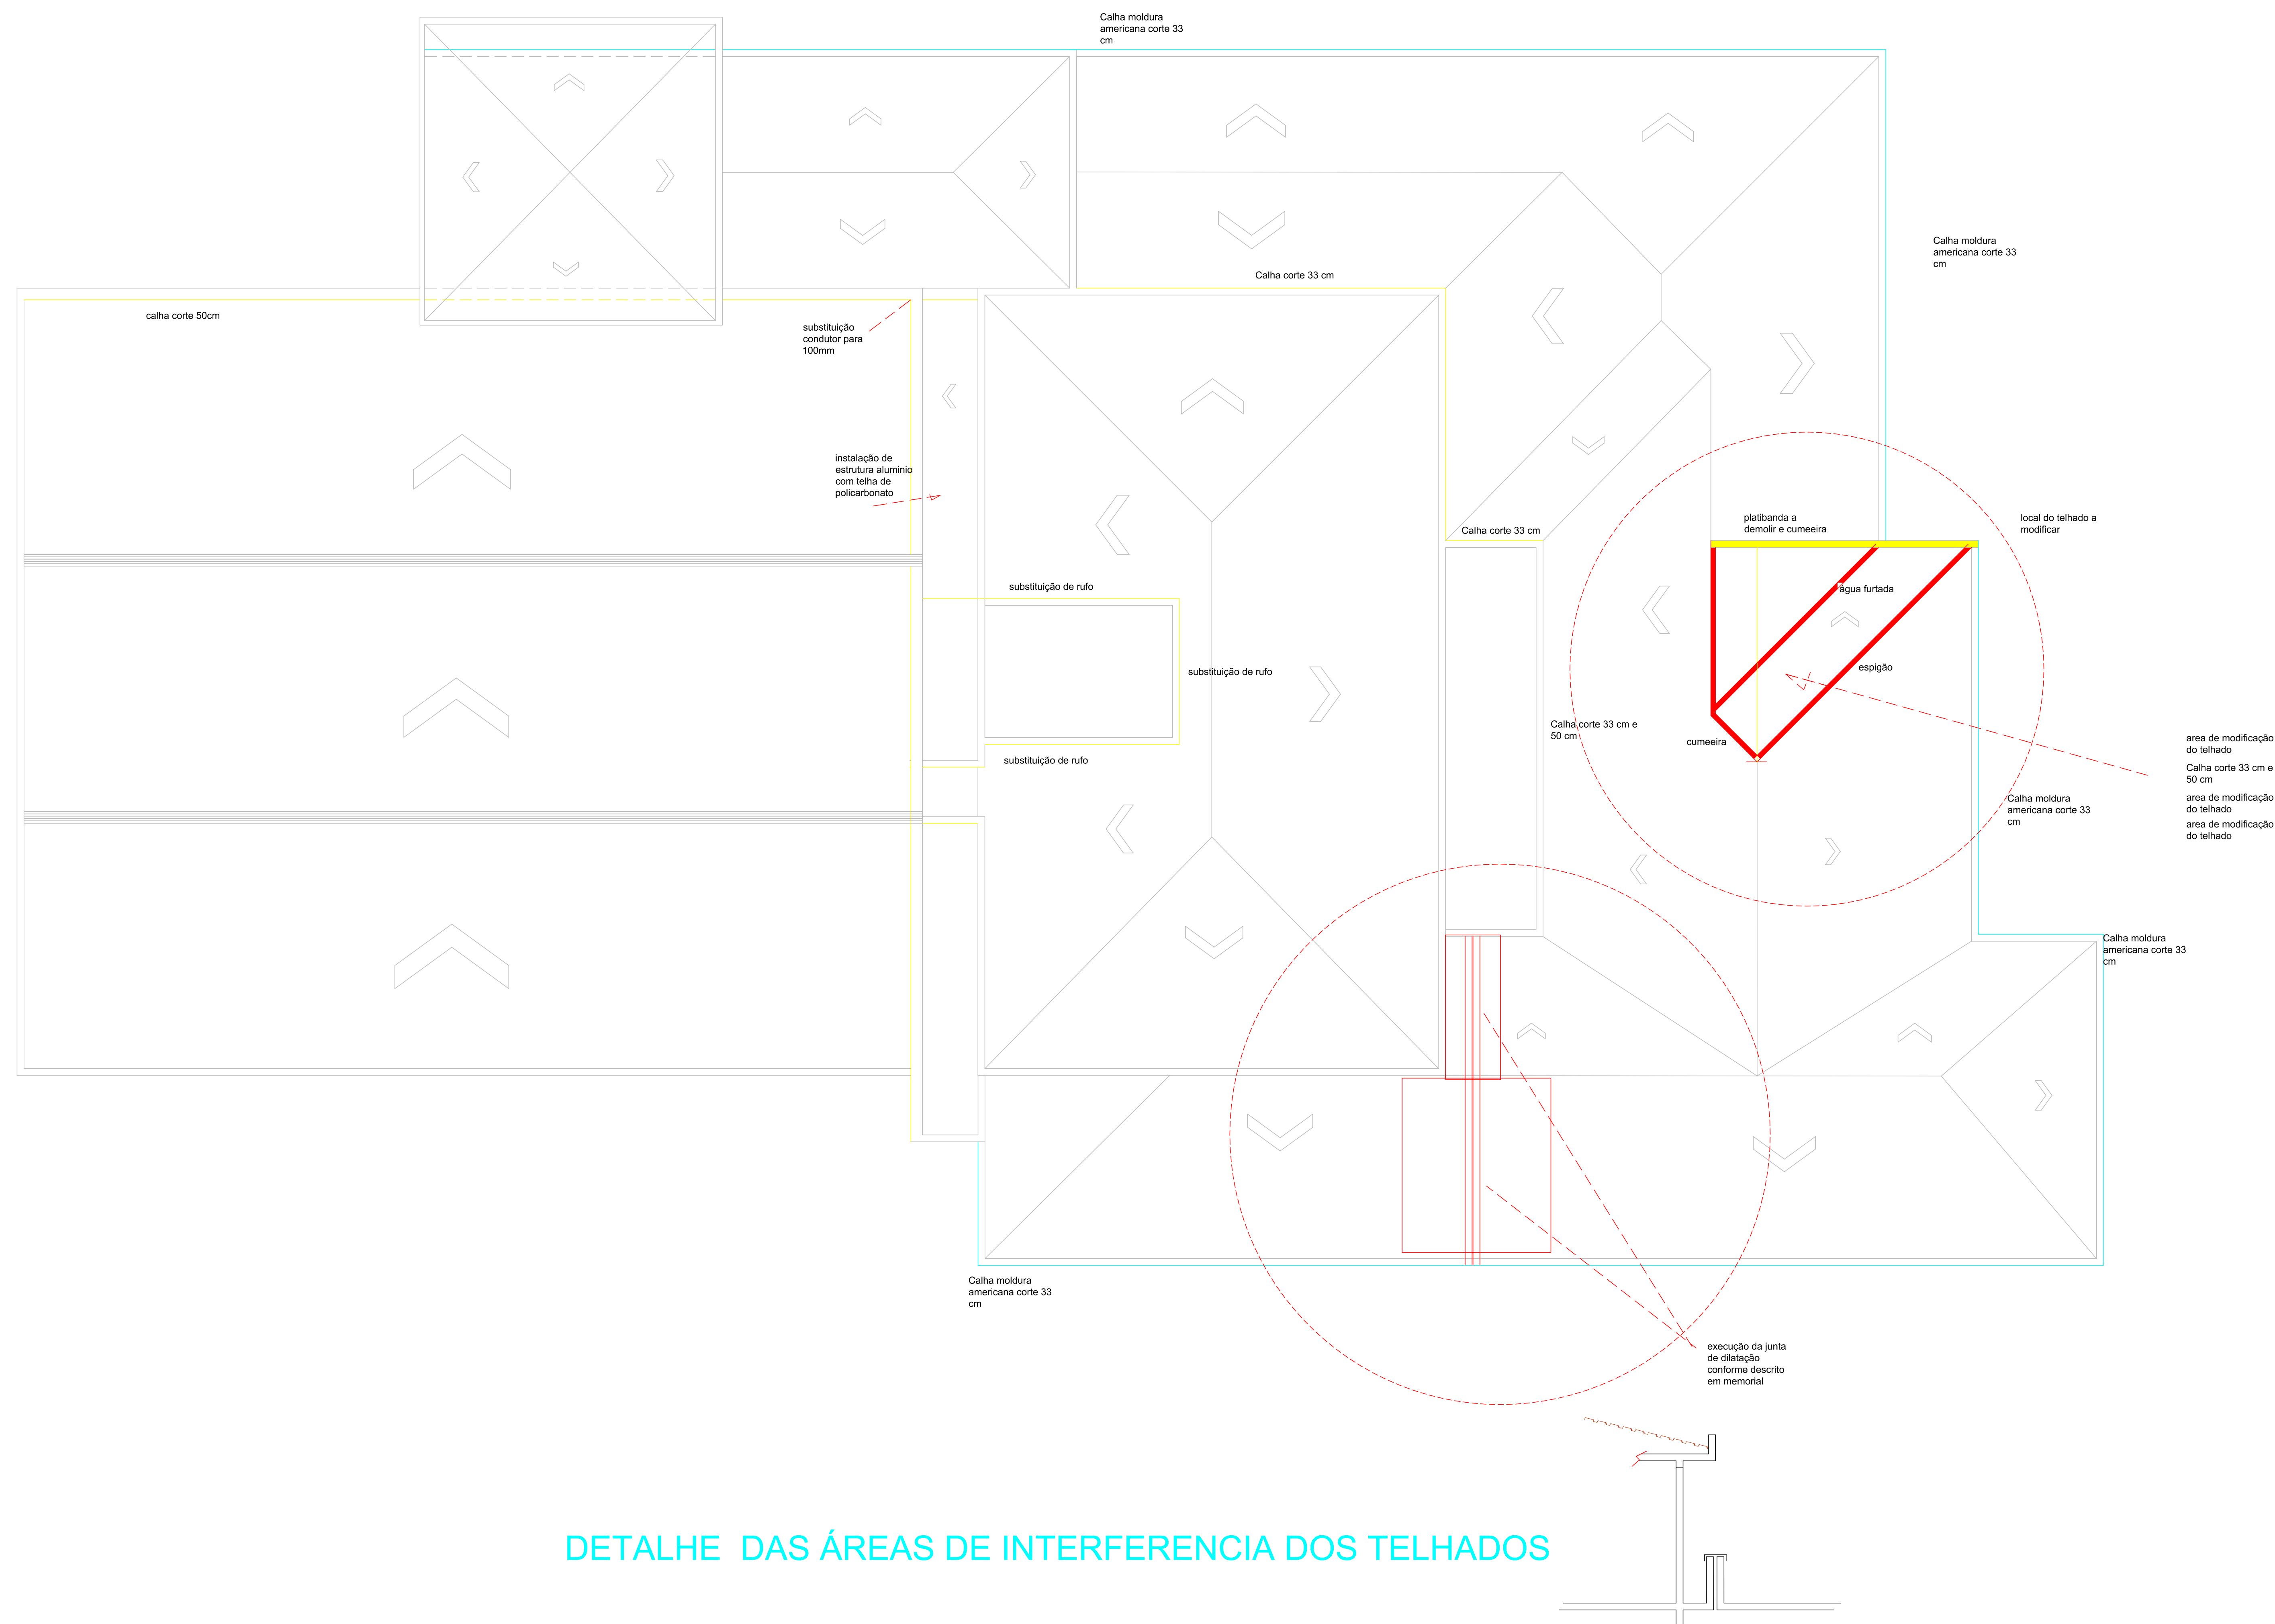 Calha moldura
americana corte 33
cm
Calha moldura
americana corte 33
cm
Calha corte 33 cm
calha corte 50cm
substituição
condutor para
100mm
instalação de
estrutura aluminio
com telha de
policarbonato
Calha corte 33 cm
platibanda a
demolir e cumeeira
local do telhado a
modificar
substituição de rufo
água furtada
substituição de rufo
espigão
Calha corte 33 cm e
50 cm
cumeeira
substituição de rufo
area de modificação
do telhado
Calha corte 33 cm e
50 cm
area de modificação
do telhado
area de modificação
do telhado
Calha moldura
americana corte 33
cm
Calha moldura
americana corte 33
cm
Calha moldura
americana corte 33
cm
execução da junta
de dilatação
conforme descrito
em memorial
DETALHE DAS ÁREAS DE INTERFERENCIA DOS TELHADOS